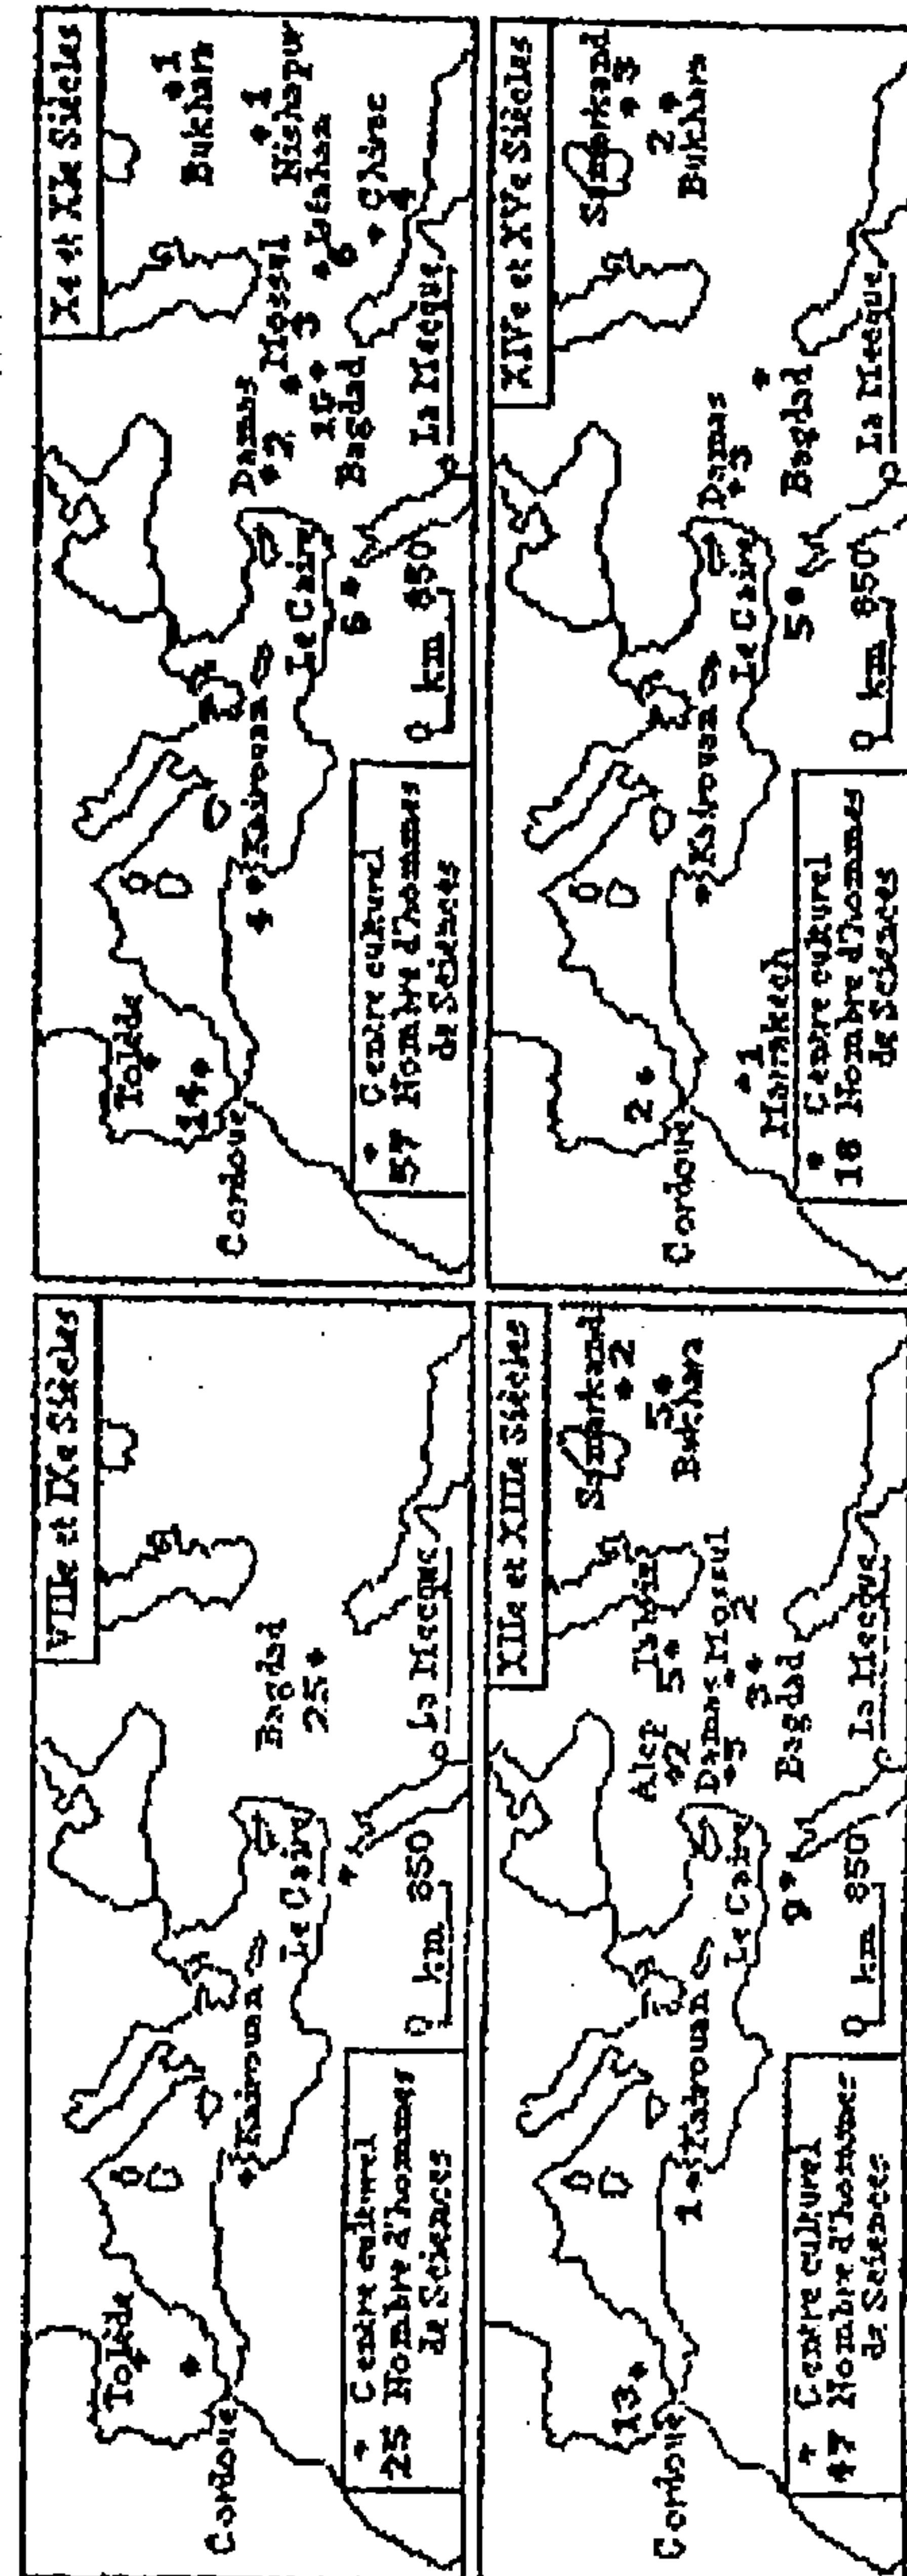 VIIIe et IXe Siècles
Tolède
Cordoue
Kairouan
Le Caire
Bagdad
25
La Mecque
0 km 850
Centre culturel
25 Nombre d'hommes
de Sciences
Xe et XIe Siècles
Tolède
14
Cordoue
4 Kairouan
Le Caire
6
Damas
2
Mossul
3
Bagdad
Isfahan
6
Chirac
4
1
Nishapur
1
Bukhara
La Mecque
0 km 850
Centre culturel
57 Nombre d'hommes
de Sciences
XIIe et XIIIe Siècles
13
Cordoue
1 Kairouan
Le Caire
9
Alep
2
Damas
5
Mossul
2
3
Bagdad
5
Samarkand
2
5
Bukhara
La Mecque
0 km 850
Centre culturel
47 Nombre d'hommes
de Sciences
XIVe et XVe Siècles
2
Cordoue
1
Marrakech
Kairouan
Le Caire
5
Damas
3
Bagdad
Samarkand
3
2
Bukhara
La Mecque
0 km 850
Centre culturel
18 Nombre d'hommes
de Sciences